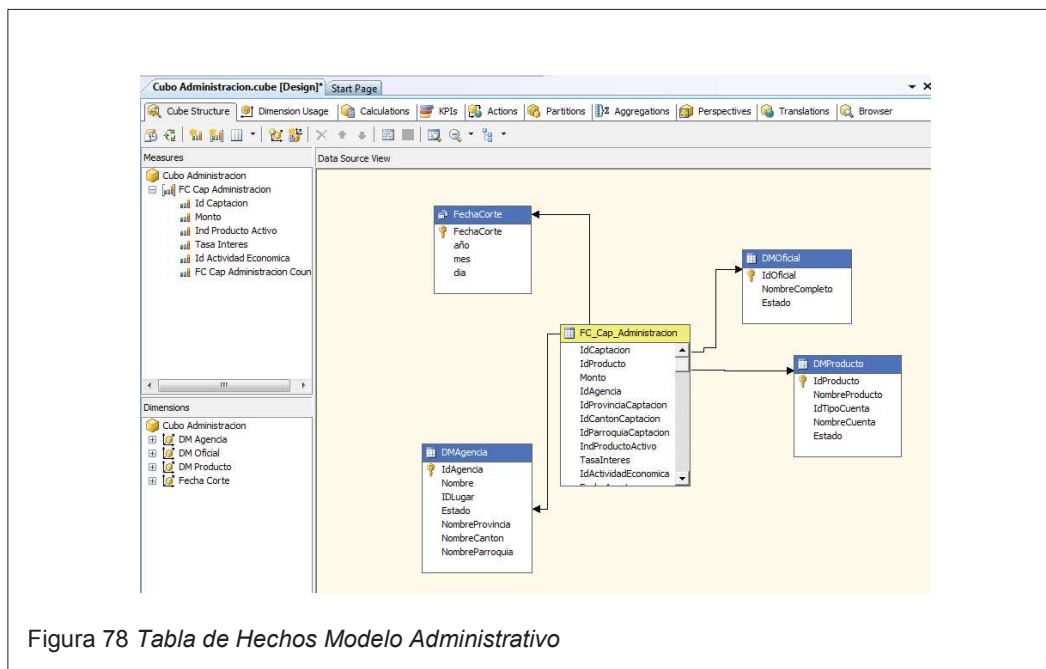 Cubo Administracion.cube [Design]* Start Page
Cube Structure Dimension Usage Calculations KPIs Actions Partitions Aggregations Perspectives Translations Browser
Measures
Cubo Administracion
FC Cap Administracion
Id Captacion
Monto
Ind Producto Activo
Tasa Interes
Id Actividad Economica
FC Cap Administracion Coun
Dimensions
Cubo Administracion
DM Agencia
DM Oficial
DM Producto
Fecha Corte
Data Source View
FechaCorte
FechaCorte
año
mes
dia
DMOficial
IdOficial
NombreCompleto
Estado
FC_Cap_Administracion
IdCaptacion
IdProducto
Monto
IdAgencia
IdProvinciaCaptacion
IdCantonCaptacion
IdParroquiaCaptacion
IndProductoActivo
TasaInteres
IdActividadEconomica
DMProducto
IdProducto
NombreProducto
IdTipoCuenta
NombreCuenta
Estado
DMAgencia
IdAgencia
Nombre
IDLugar
Estado
NombreProvincia
NombreCanton
NombreParroquia
Figura 78 Tabla de Hechos Modelo Administrativo